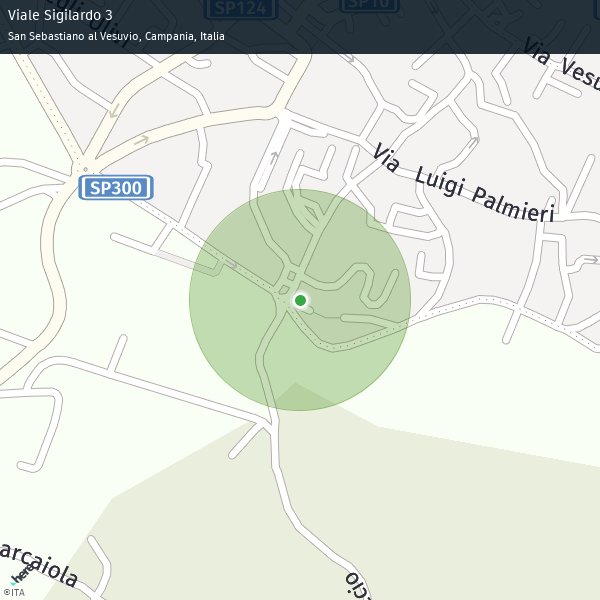 Viale Sigilardo 3
San Sebastiano al Vesuvio, Campania, Italia
SP124
SP10
Via Vesu
Via Luigi Palmieri
SP300
arcaiola
ccio
here
©ITA